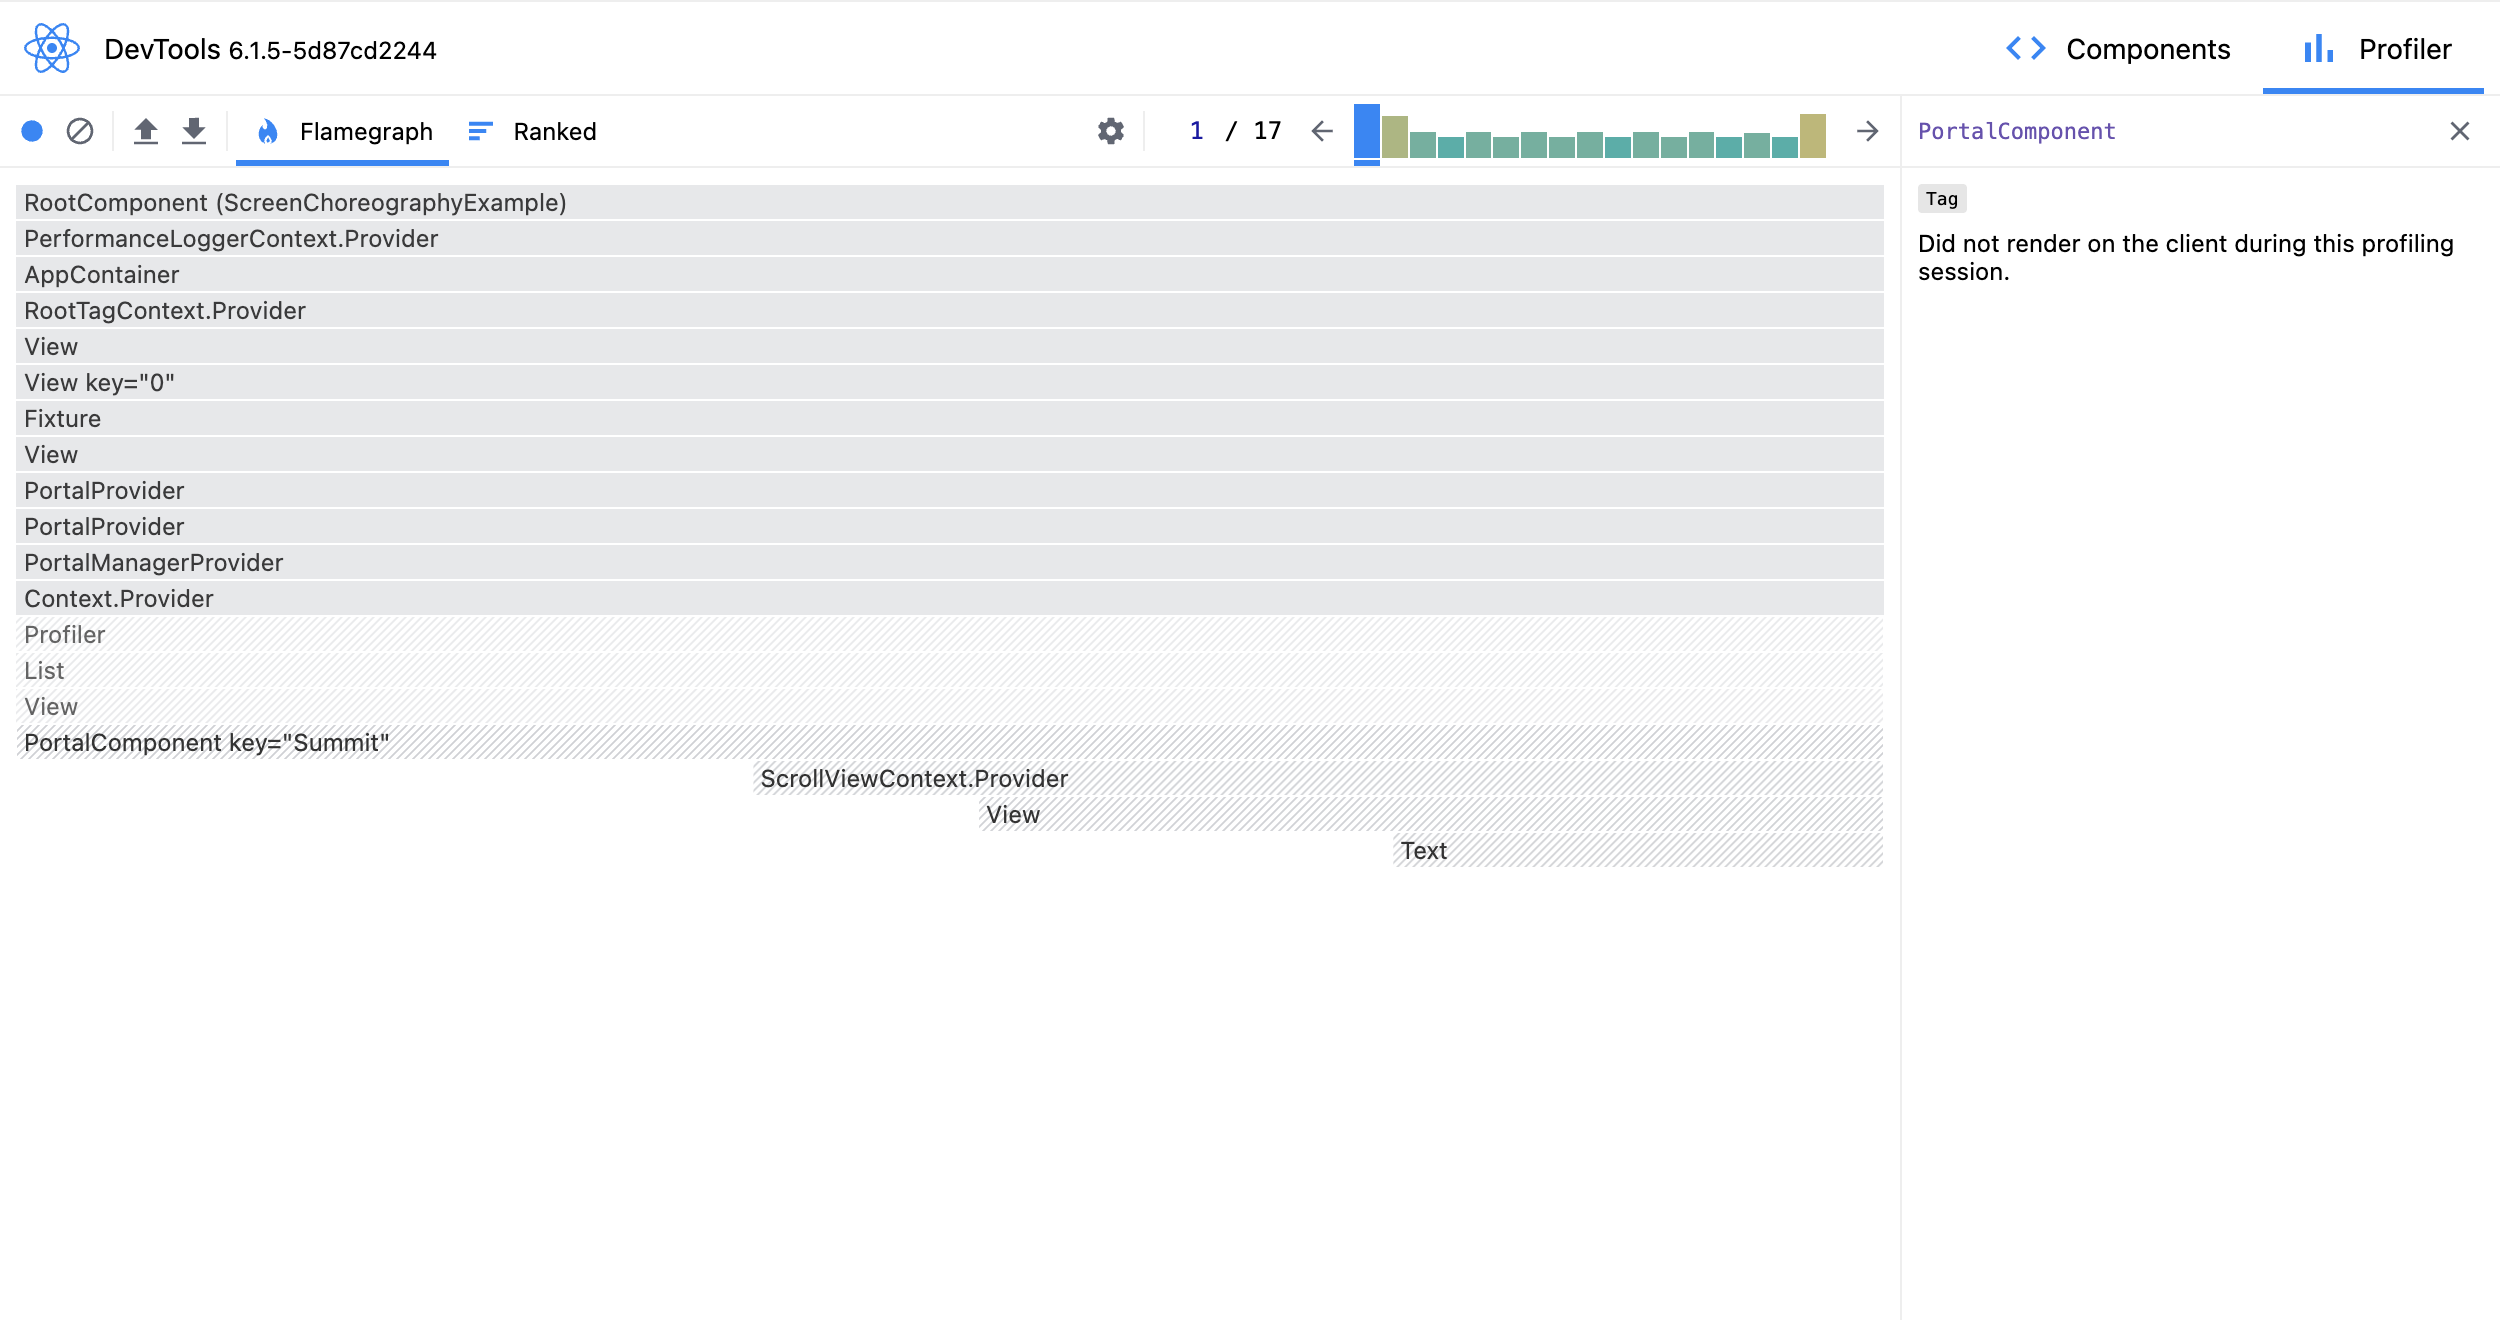 DevTools 6.1.5-5d87cd2244
Components
Profiler
Flamegraph
Ranked
1 / 17
PortalComponent
Tag
Did not render on the client during this profiling
session.
RootComponent (ScreenChoreographyExample)
PerformanceLoggerContext.Provider
AppContainer
RootTagContext.Provider
View
View key="0"
Fixture
View
PortalProvider
PortalProvider
PortalManagerProvider
Context.Provider
Profiler
List
View
PortalComponent key="Summit"
ScrollViewContext.Provider
View
Text